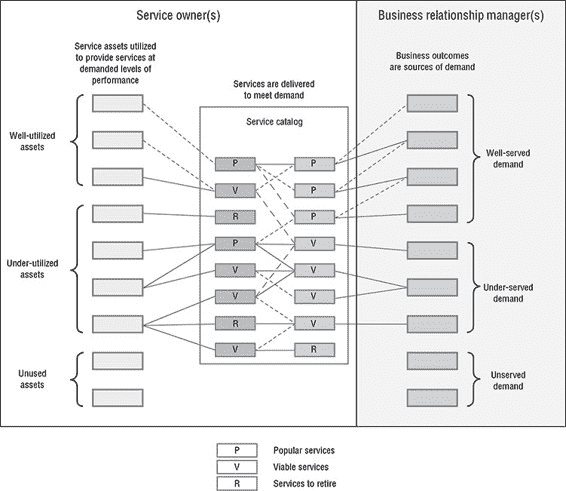 Service owner(s)
Business relationship manager(s)
Service assets utilized
to provide services at
demanded levels of
performance
Services are delivered
to meet demand
Business outcomes
are sources of demand
Service catalog
Well-utilized
assets
Under-utilized
assets
Unused
assets
P
V
R
P
V
V
R
V
P
P
P
V
V
V
V
R
Well-served
demand
Under-served
demand
Unserved
demand
P Popular services
V Viable services
R Services to retire